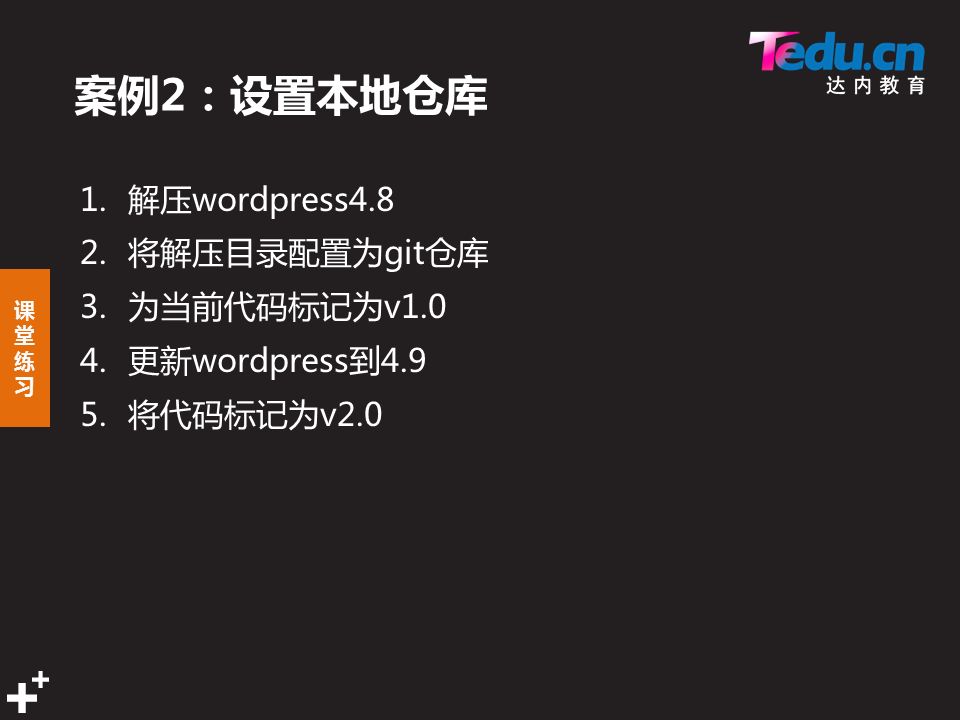 Tedu.cn
达内教育
案例2：设置本地仓库
1. 解压wordpress4.8
2. 将解压目录配置为git仓库
3. 为当前代码标记为v1.0
4. 更新wordpress到4.9
5. 将代码标记为v2.0
课
堂
练
习